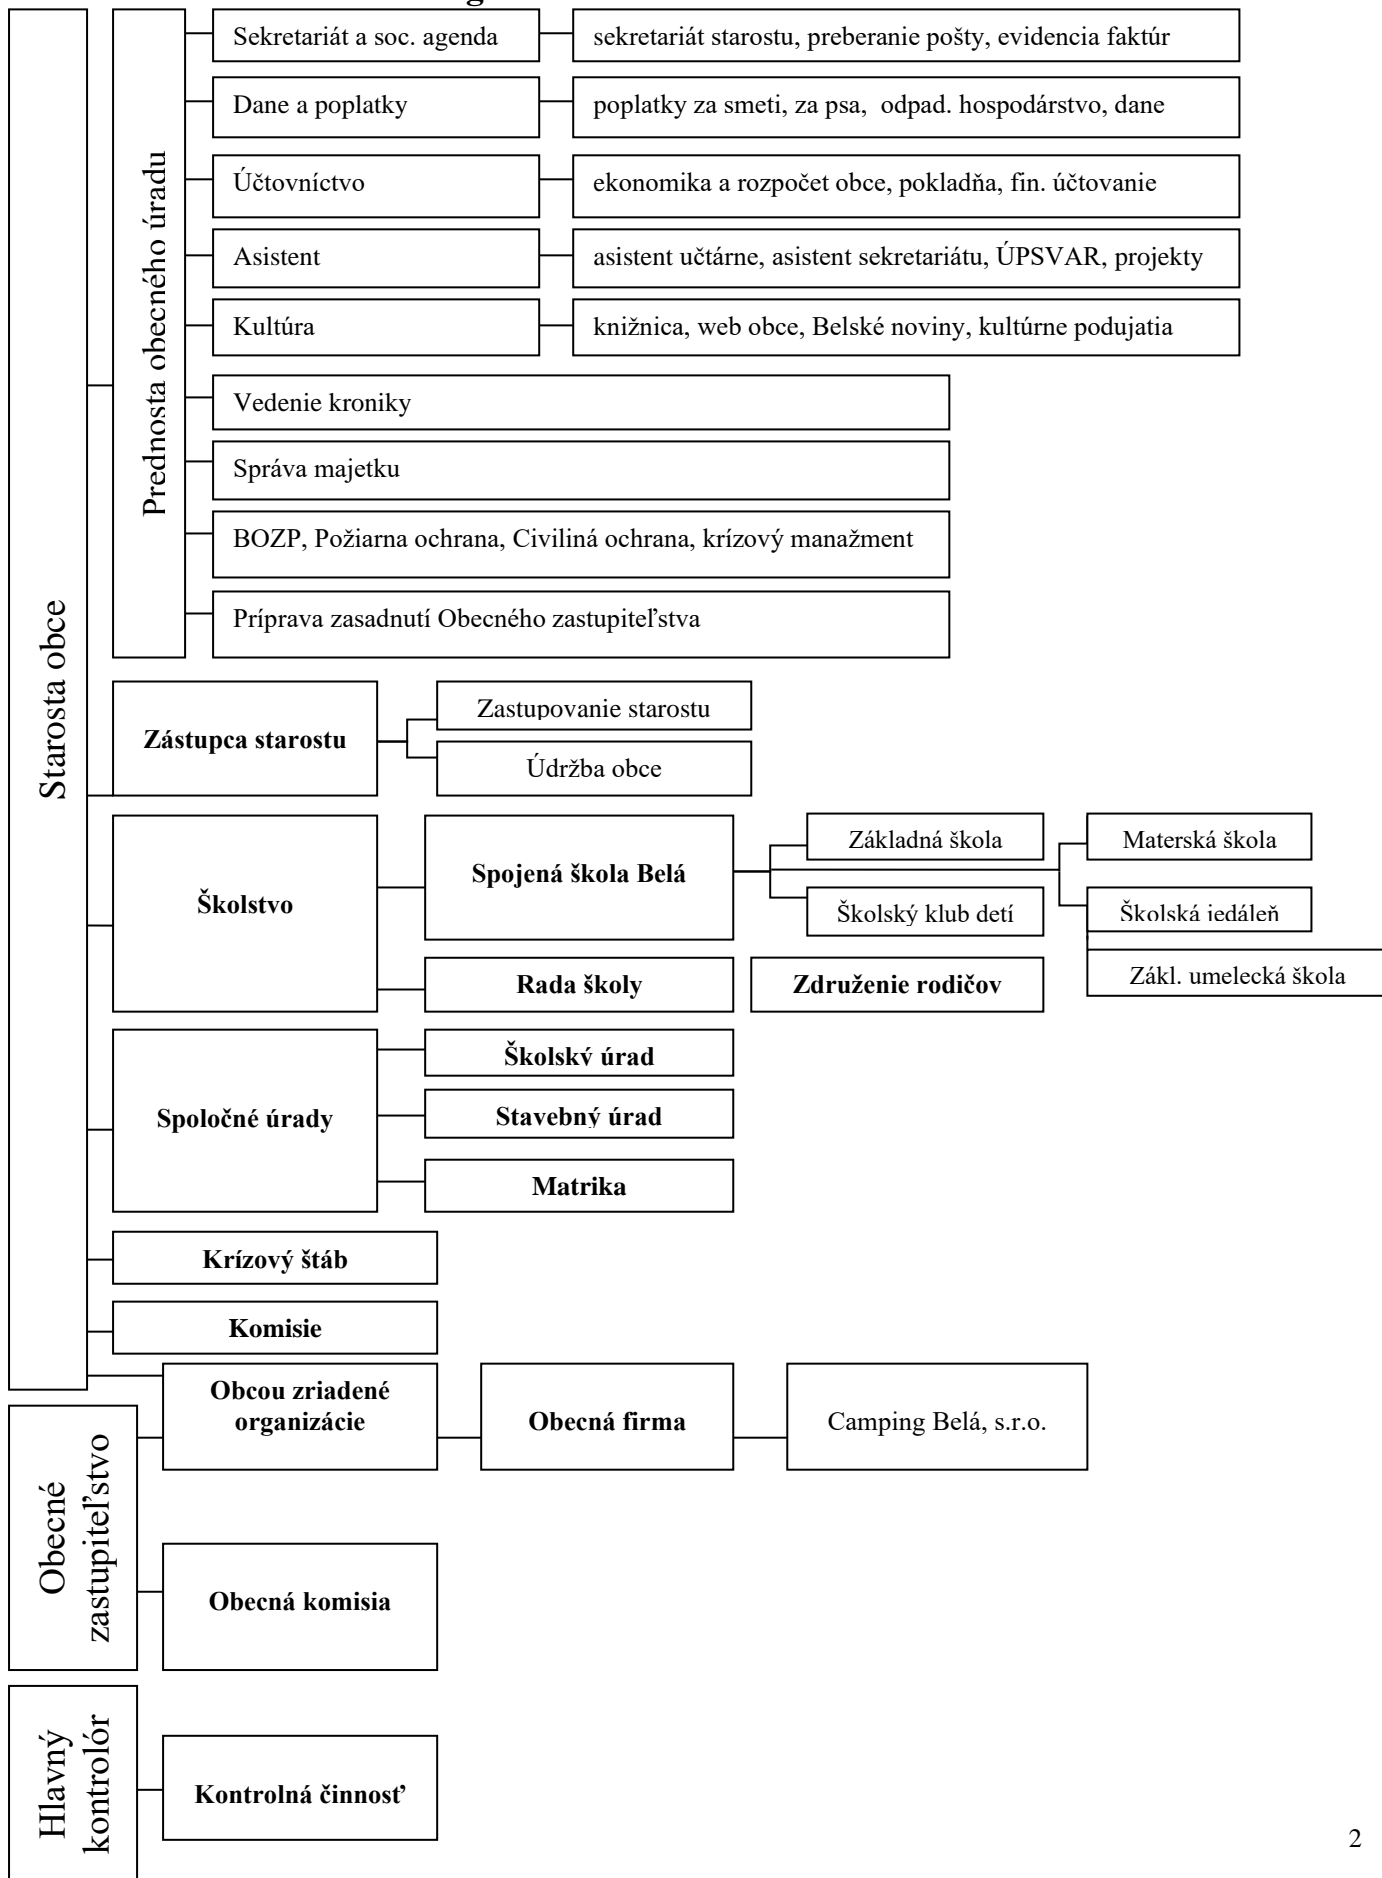 Starosta obce
Prednosta obecného úradu
Sekretariát a soc. agenda
sekretariát starostu, preberanie pošty, evidencia faktúr
Dane a poplatky
poplatky za smeti, za psa, odpad. hospodárstvo, dane
Účtovníctvo
ekonomika a rozpočet obce, pokladňa, fin. účtovanie
Asistent
asistent učtárne, asistent sekretariátu, ÚPSVAR, projekty
Kultúra
knižnica, web obce, Belské noviny, kultúrne podujatia
Vedenie kroniky
Správa majetku
BOZP, Požiarna ochrana, Civiliná ochrana, krízový manažment
Príprava zasadnutí Obecného zastupiteľstva
Zástupca starostu
Zastupovanie starostu
Údržba obce
Školstvo
Spojená škola Belá
Základná škola
Materská škola
Školský klub detí
Školská jedáleň
Zákl. umelecká škola
Rada školy
Združenie rodičov
Spoločné úrady
Školský úrad
Stavebný úrad
Matrika
Krízový štáb
Komisie
Obcou zriadené
organizácie
Obecná firma
Camping Belá, s.r.o.
Obecné
zastupiteľstvo
Obecná komisia
Hlavný
kontrolór
Kontrolná činnosť
2